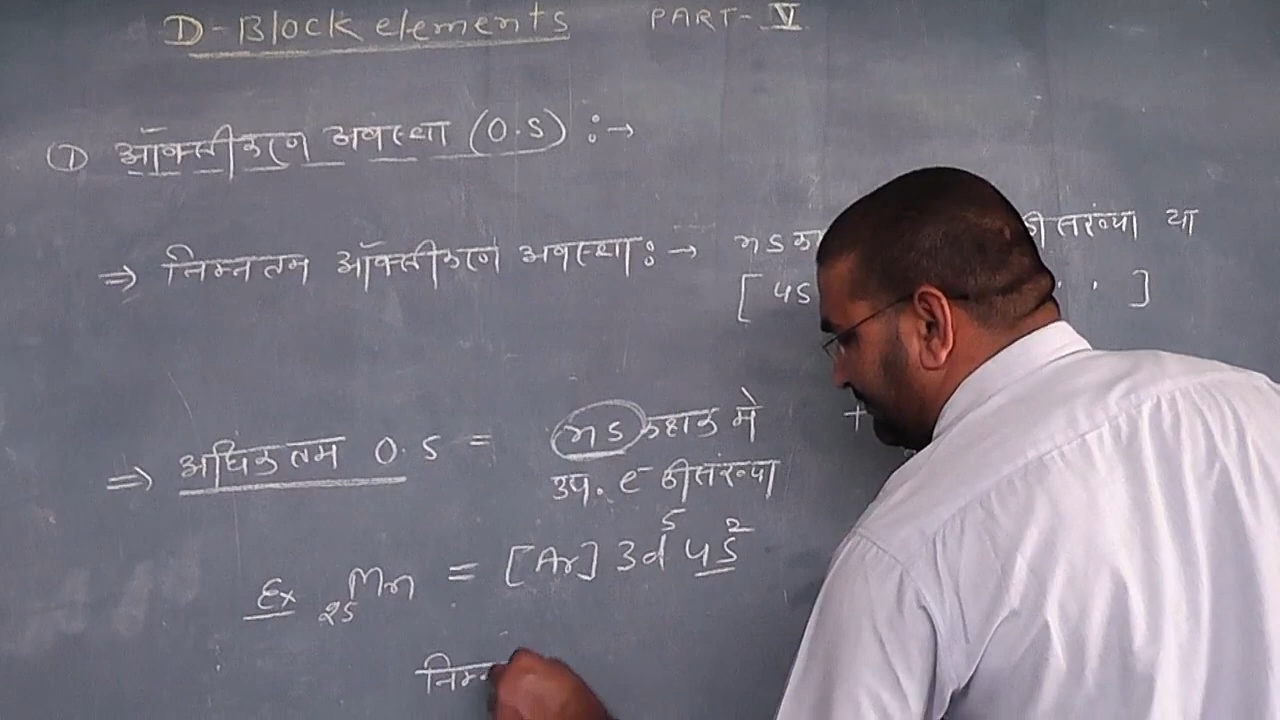 D-Block elements PART-V
① ऑक्सीकरण अवस्था (O.S) :→
⇒ निम्नतम ऑक्सीकरण अवस्था :→ ns की संख्या या
[ 4s . . ]
⇒ अधिकतम O.S = ns कक्षक मे +
उप. e⁻ की संख्या
Ex ₂₅Mn = [Ar] 3d⁵ 4s²
निम्न